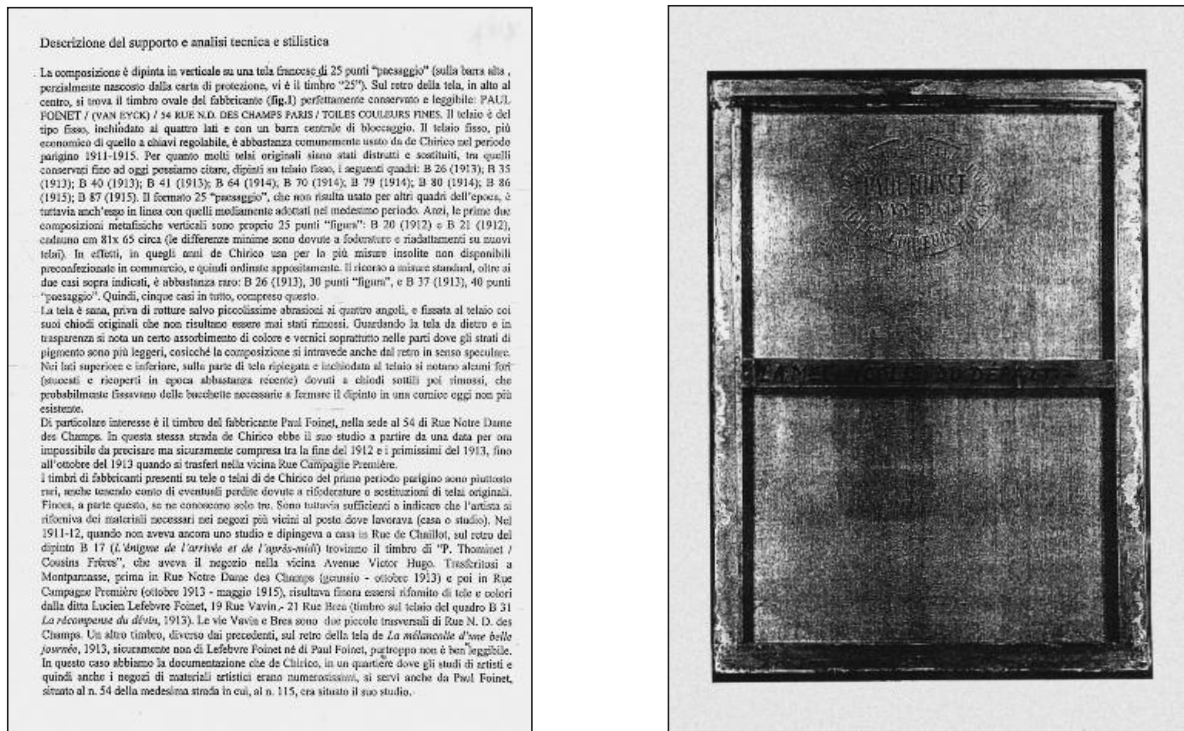 Descrizione del supporto e analisi tecnica e stilistica
La composizione è dipinta in verticale su una tela francese di 25 punti “paesaggio” (sulla barra alta ,
parzialmente nascosto dalla carta di protezione, vi è il timbro “25”). Sul retro della tela, in alto al
centro, si trova il timbro ovale del fabbricante (fig.1) perfettamente conservato e leggibile: PAUL
FOINET / (VAN EYCK) / 54 RUE N.D. DES CHAMPS PARIS / TOILES COULEURS FINES. Il telaio è del
tipo fisso, inchiodato ai quattro lati e con un barra centrale di bloccaggio. Il telaio fisso, più
economico di quello a chiavi regolabile, è abbastanza comunemente usato da de Chirico nel periodo
parigino 1911-1915. Per quanto molti telai originali siano stati distrutti e sostituiti, tra quelli
conservati fino ad oggi possiamo citare, dipinti su telaio fisso, i seguenti quadri: B 26 (1913); B 35
(1913); B 40 (1913); B 41 (1913); B 64 (1914); B 70 (1914); B 79 (1914); B 80 (1914); B 86
(1915); B 87 (1915). Il formato 25 “paesaggio”, che non risulta usato per altri quadri dell’epoca, è
tuttavia anch’esso in linea con quelli mediamente adottati nel medesimo periodo. Anzi, le prime due
composizioni metafisiche verticali sono proprio 25 punti “figura”: B 20 (1912) e B 21 (1912),
cadauno cm 81x 65 circa (le differenze minime sono dovute a foderature e riadattamenti su nuovi
telai). In effetti, in quegli anni de Chirico usa per lo più misure insolite non disponibili
preconfezionate in commercio, e quindi ordinate appositamente. Il ricorso a misure standard, oltre ai
due casi sopra indicati, è abbastanza raro: B 26 (1913), 30 punti “figura”, e B 37 (1913), 40 punti
“paesaggio”. Quindi, cinque casi in tutto, compreso questo.
La tela è sana, priva di rotture salvo piccolissime abrasioni ai quattro angoli, e fissata al telaio coi
suoi chiodi originali che non risultano essere mai stati rimossi. Guardando la tela da dietro e in
trasparenza si nota un certo assorbimento di colore e vernici soprattutto nelle parti dove gli strati di
pigmento sono più leggeri, cosicché la composizione si intravede anche dal retro in senso speculare.
Nei lati superiore e inferiore, sulla parte di tela ripiegata e inchiodata al telaio si notano alcuni fori
(stuccati e ricoperti in epoca abbastanza recente) dovuti a chiodi sottili poi rimossi, che
probabilmente fissavano delle bacchette necessarie a fermare il dipinto in una cornice oggi non più
esistente.
Di particolare interesse è il timbro del fabbricante Paul Foinet, nella sede al 54 di Rue Notre Dame
des Champs. In questa stessa strada de Chirico ebbe il suo studio a partire da una data per ora
impossibile da precisare ma sicuramente compresa tra la fine del 1912 e i primissimi del 1913, fino
all’ottobre del 1913 quando si trasferì nella vicina Rue Campagne Première.
I timbri di fabbricanti presenti su tele o telai di de Chirico del primo periodo parigino sono piuttosto
rari, anche tenendo conto di eventuali perdite dovute a rifoderature o sostituzioni di telai originali.
Finora, a parte questo, se ne conoscono solo tre. Sono tuttavia sufficienti a indicare che l’artista si
riforniva dei materiali necessari nei negozi più vicini al posto dove lavorava (casa o studio). Nel
1911-12, quando non aveva ancora uno studio e dipingeva a casa in Rue de Chaillot, sul retro del
dipinto B 17 (L’énigme de l’arrivée et de l’après-midi) troviamo il timbro di “P. Thominet /
Cousins Frères”, che aveva il negozio nella vicina Avenue Victor Hugo. Trasferitosi a
Montparnasse, prima in Rue Notre Dame des Champs (gennaio - ottobre 1913) e poi in Rue
Campagne Première (ottobre 1913 - maggio 1915), risultava finora essersi rifornito di tele e colori
dalla ditta Lucien Lefebvre Foinet, 19 Rue Vavin,- 21 Rue Brea (timbro sul telaio del quadro B 31
La récompense du dévin, 1913). Le vie Vavin e Brea sono due piccole trasversali di Rue N. D. des
Champs. Un altro timbro, diverso dai precedenti, sul retro della tela de La mélancolie d’une belle
journée, 1913, sicuramente non di Lefebvre Foinet né di Paul Foinet, purtroppo non è ben leggibile.
In questo caso abbiamo la documentazione che de Chirico, in un quartiere dove gli studi di artisti e
quindi anche i negozi di materiali artistici erano numerosissimi, si servì anche da Paul Foinet,
situato al n. 54 della medesima strada in cui, al n. 115, era situato il suo studio.
PAUL FOINET